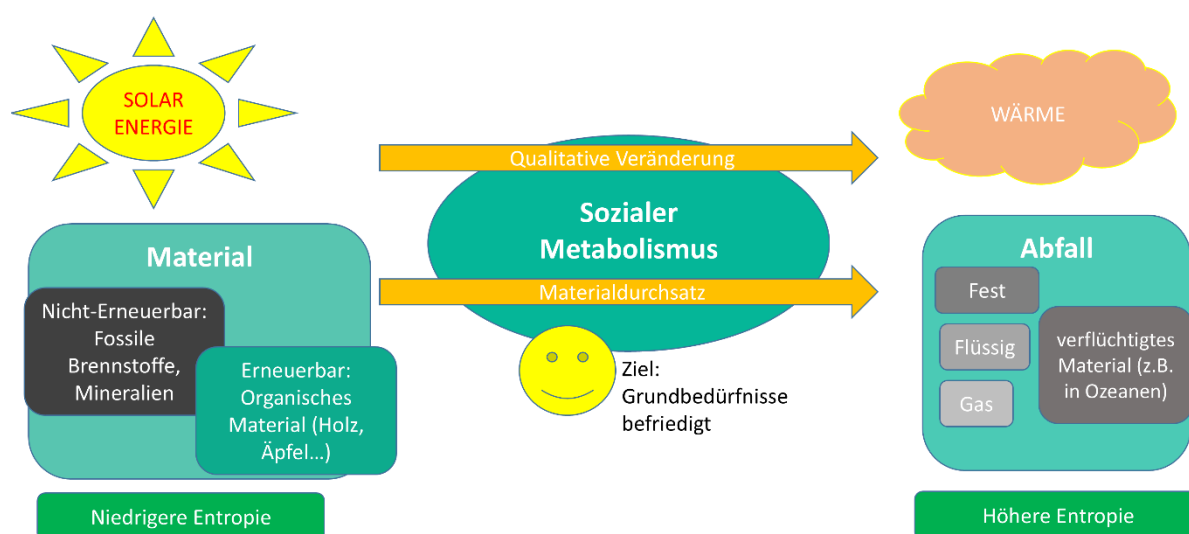 SOLAR
ENERGIE
WÄRME
Qualitative Veränderung
Sozialer
Metabolismus
Materialdurchsatz
Material
Nicht-Erneuerbar:
Fossile
Brennstoffe,
Mineralien
Erneuerbar:
Organisches
Material (Holz,
Äpfel…)
Ziel:
Grundbedürfnisse
befriedigt
Abfall
Fest
Flüssig
Gas
verflüchtigtes
Material (z.B.
in Ozeanen)
Niedrigere Entropie
Höhere Entropie